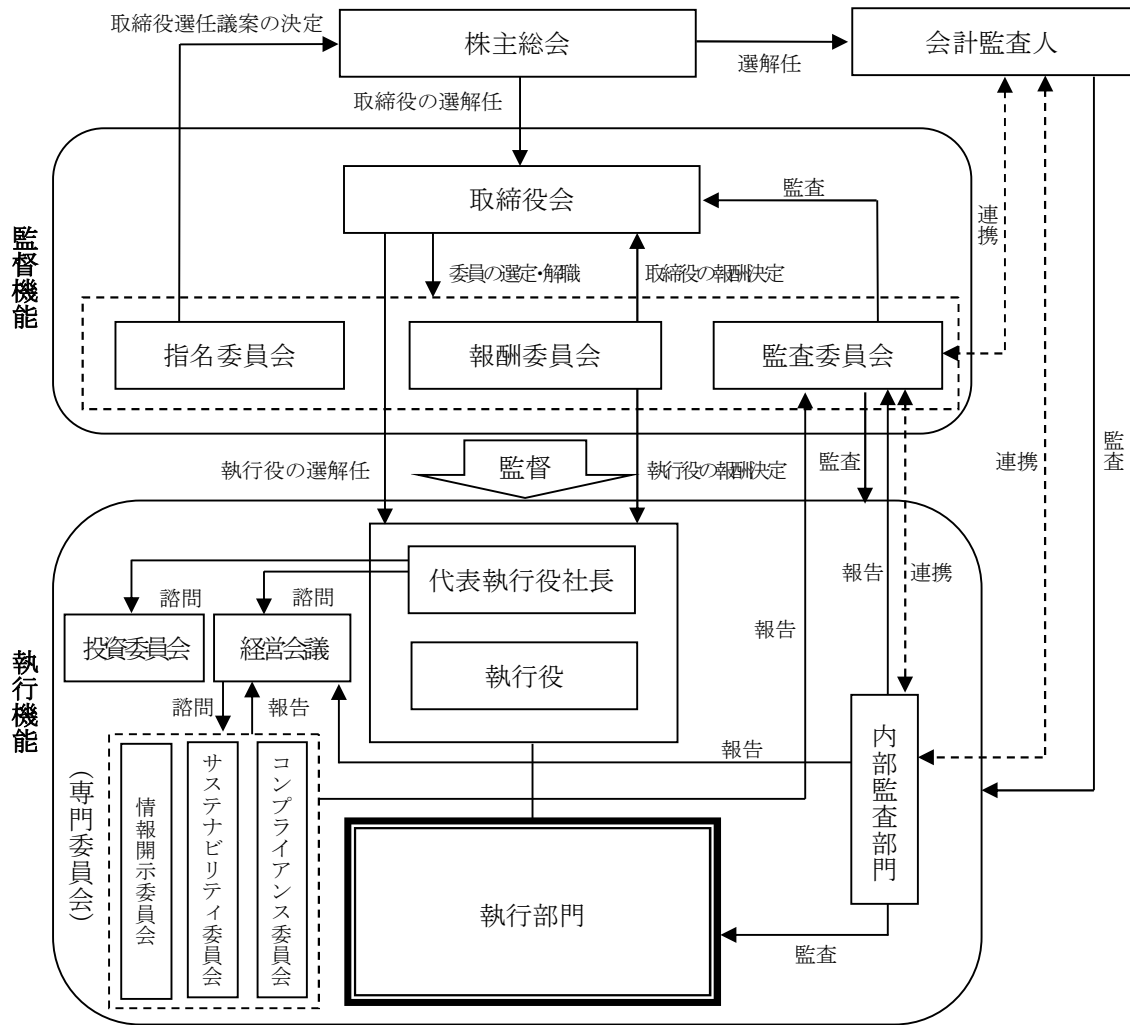 取締役選任議案の決定
株主総会
会計監査人
選解任
取締役の選解任
監督機能
取締役会
監査
連携
委員の選定・解職
取締役の報酬決定
指名委員会
報酬委員会
監査委員会
執行役の選解任
監督
執行役の報酬決定
監査
連携
監査
執行機能
代表執行役社長
報告
連携
諮問
諮問
投資委員会
経営会議
執行役
報告
諮問
報告
内部監査部門
報告
(専門委員会)
情報開示委員会
サステナビリティ委員会
コンプライアンス委員会
執行部門
監査